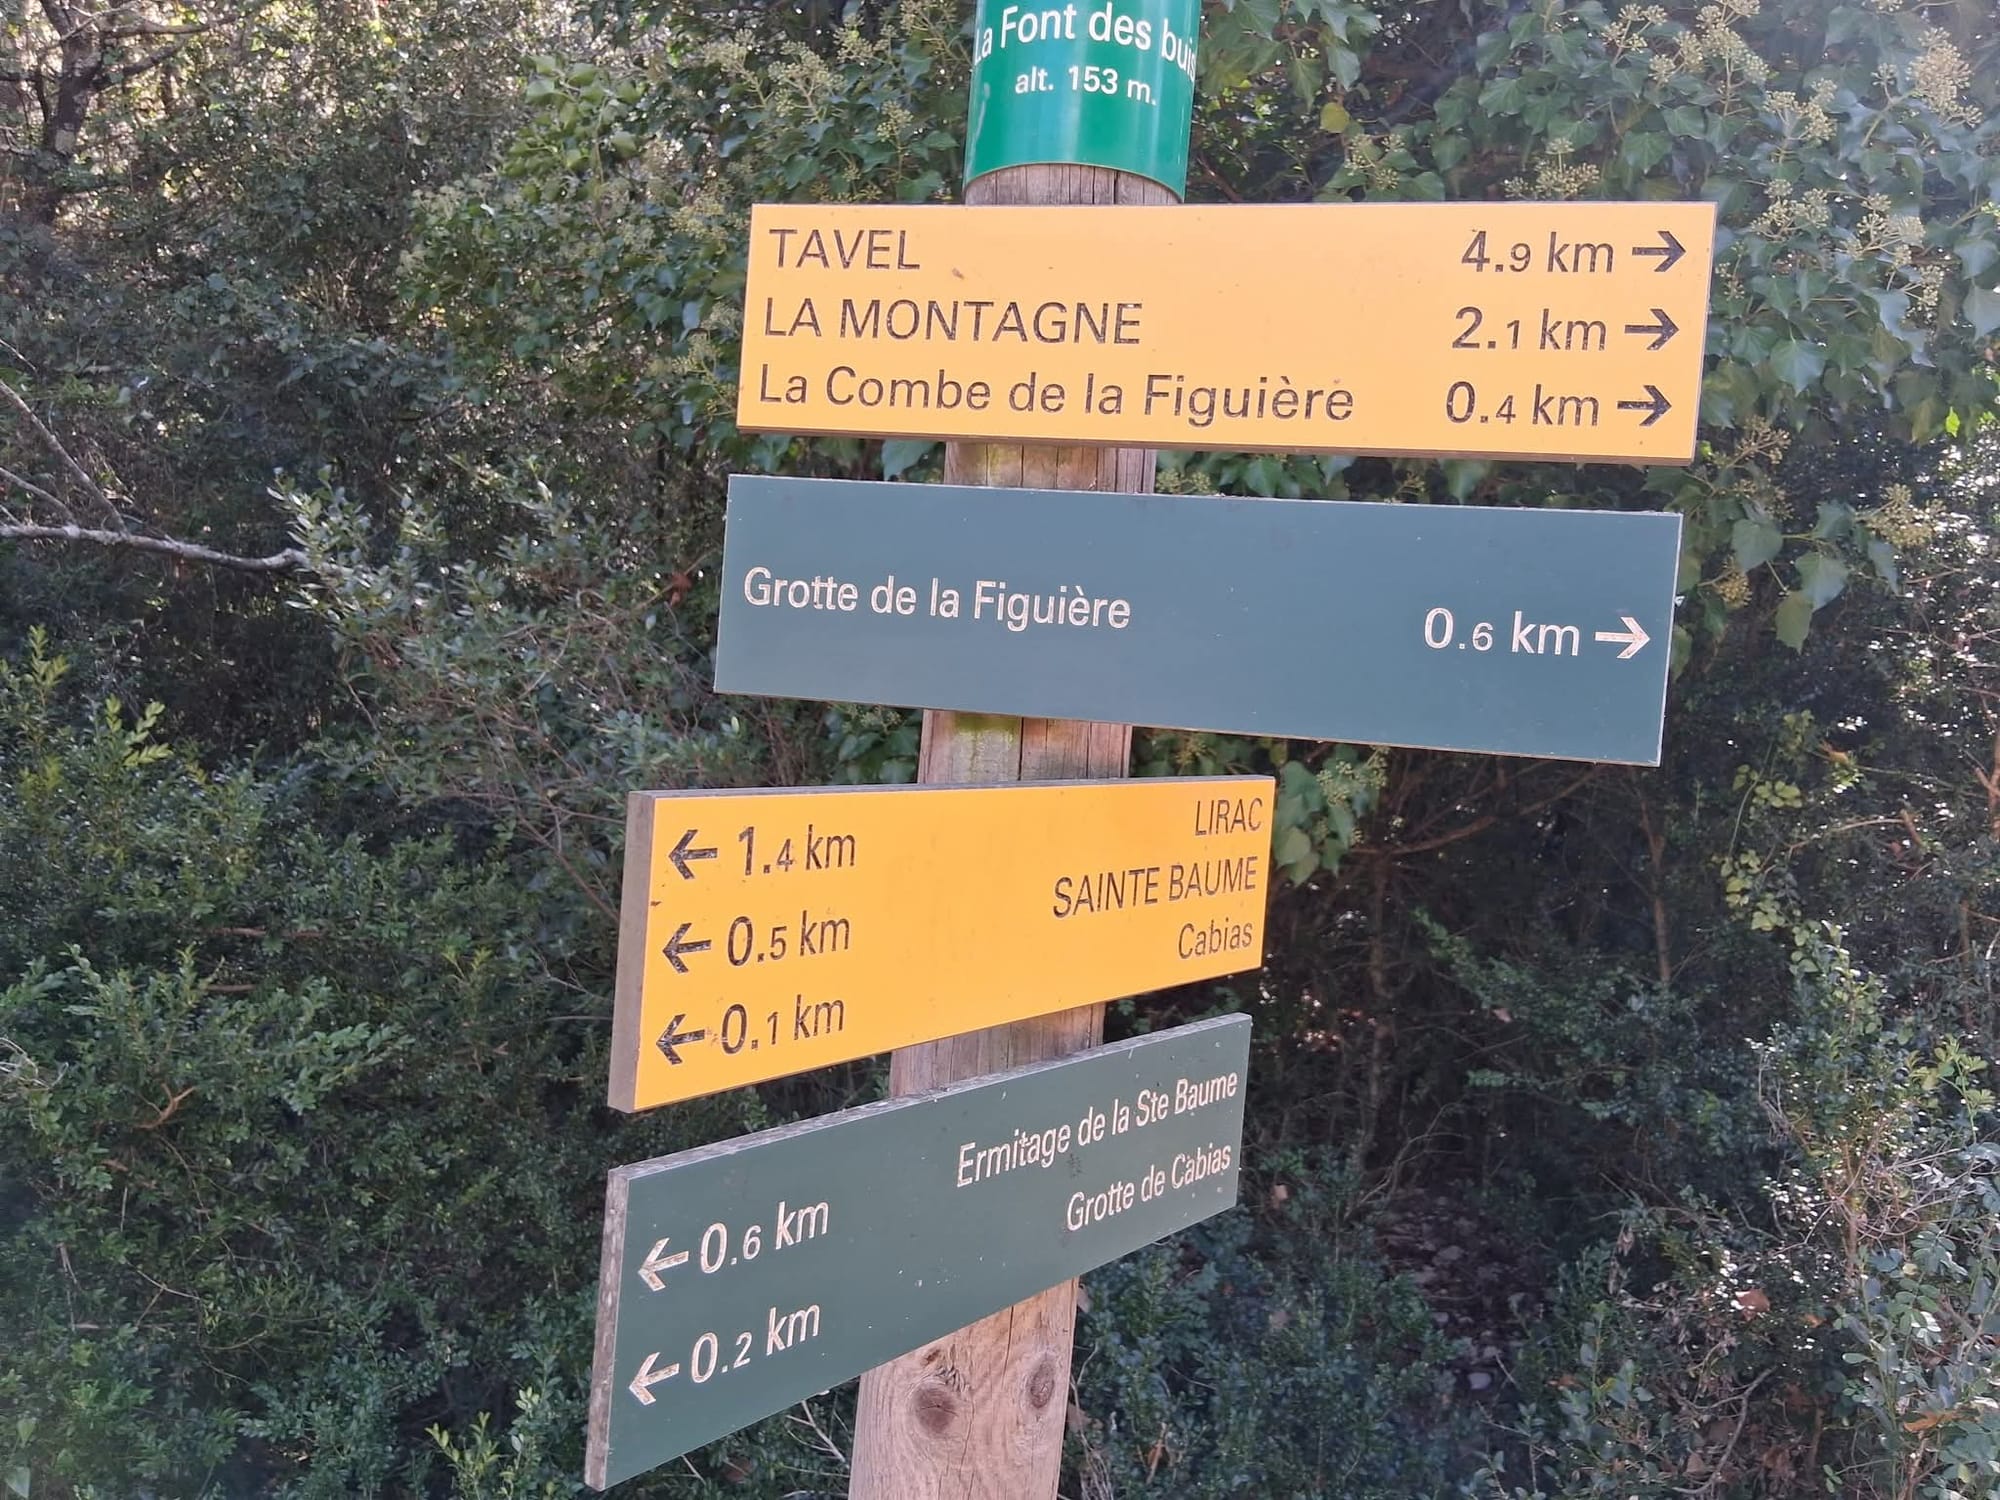 La Font des buis
alt. 153 m.
TAVEL 4.9 km →
LA MONTAGNE 2.1 km →
La Combe de la Figuière 0.4 km →
Grotte de la Figuière 0.6 km →
← 1.4 km LIRAC
← 0.5 km SAINTE BAUME
← 0.1 km Cabias
← 0.6 km Ermitage de la Ste Baume
← 0.2 km Grotte de Cabias